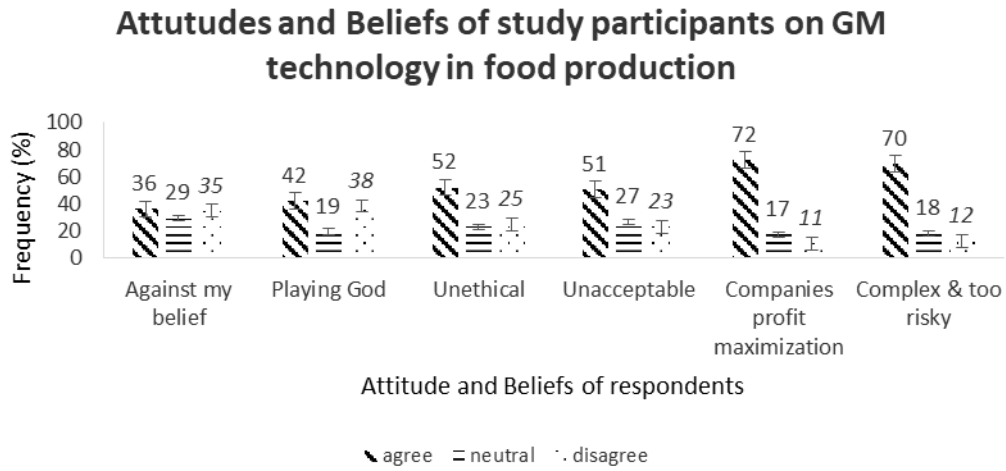 Attutudes and Beliefs of study participants on GM
technology in food production
Frequency (%)
100
80
60
40
20
0
36 29 35
42 19 38
52 23 25
51 27 23
72 17 11
70 18 12
Against my
belief
Playing God
Unethical
Unacceptable
Companies
profit
maximization
Complex & too
risky
Attitude and Beliefs of respondents
agree neutral disagree